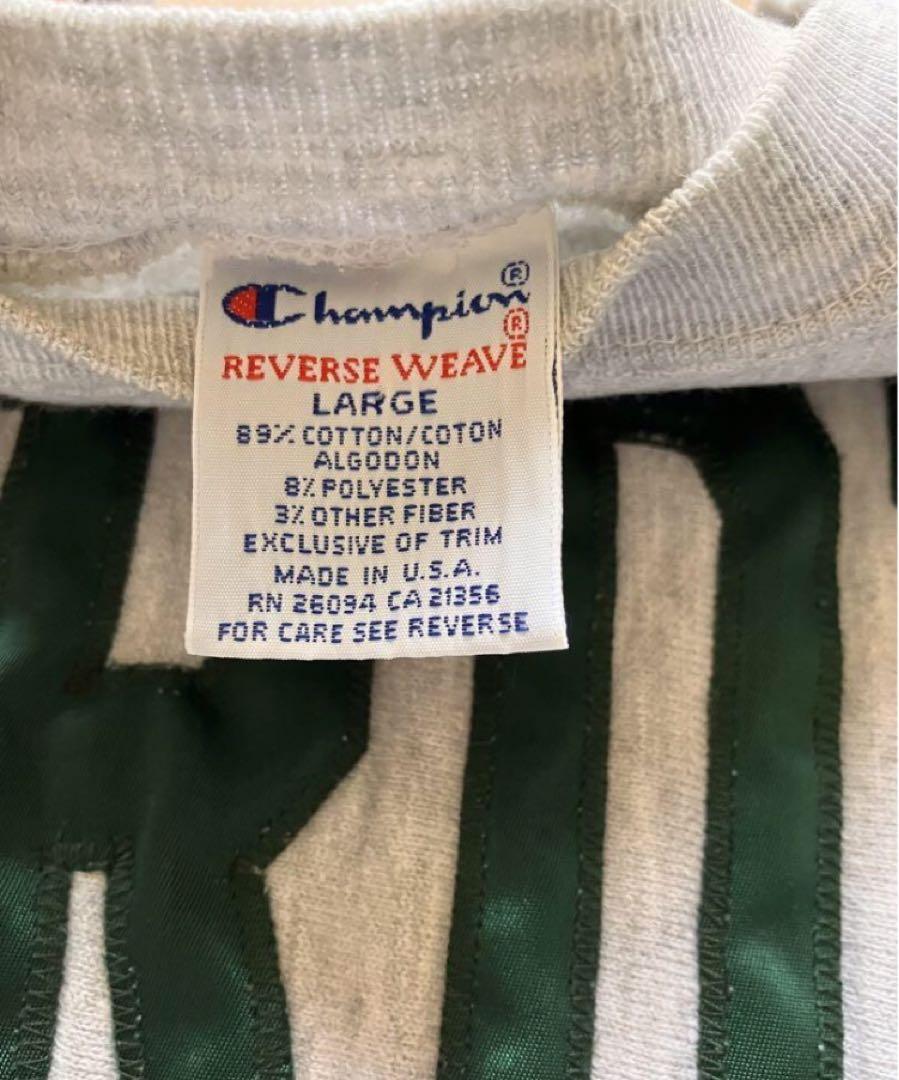 Champion®
REVERSE WEAVE®
LARGE
89% COTTON/COTON
ALGODON
8% POLYESTER
3% OTHER FIBER
EXCLUSIVE OF TRIM
MADE IN U.S.A.
RN 26094 CA 21356
FOR CARE SEE REVERSE